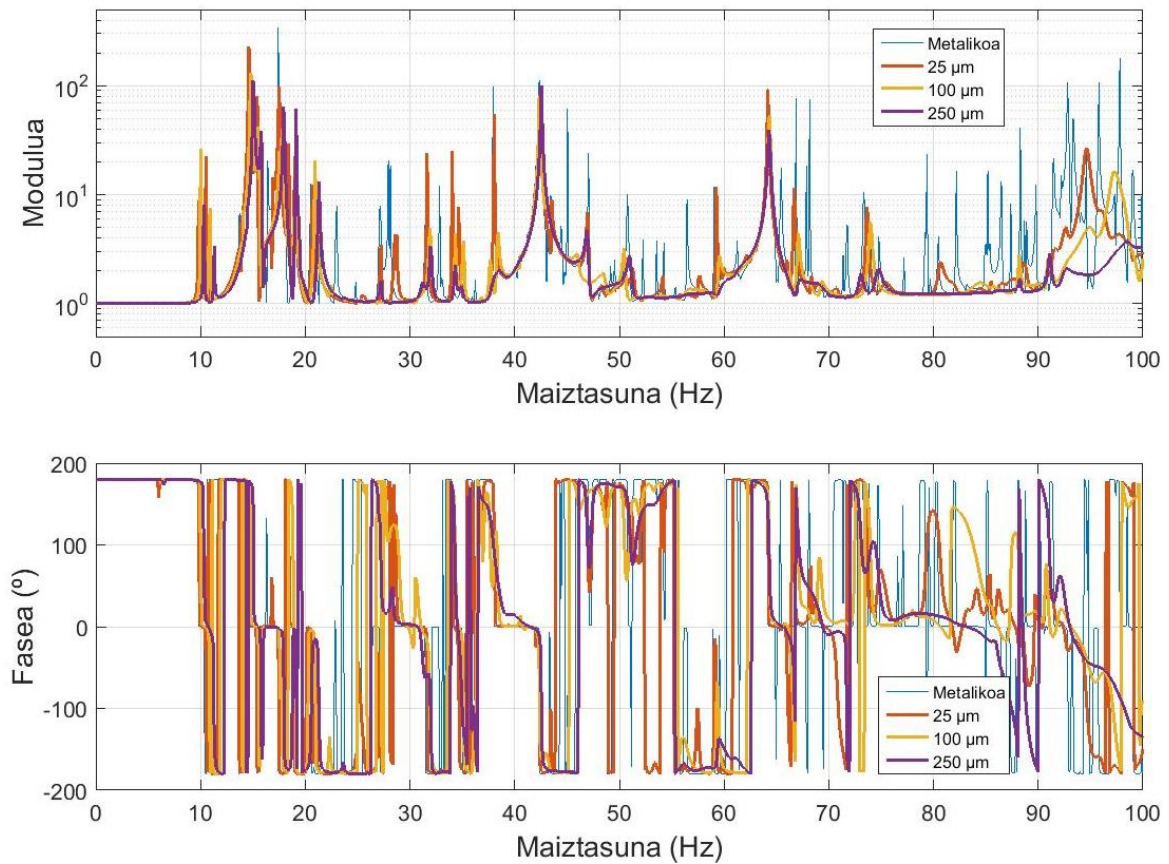 Modulua
10²
10¹
10⁰
Metalikoa
25 µm
100 µm
250 µm
0 10 20 30 40 50 60 70 80 90 100
Maiztasuna (Hz)
Fasea (º)
200
100
0
-100
-200
Metalikoa
25 µm
100 µm
250 µm
0 10 20 30 40 50 60 70 80 90 100
Maiztasuna (Hz)